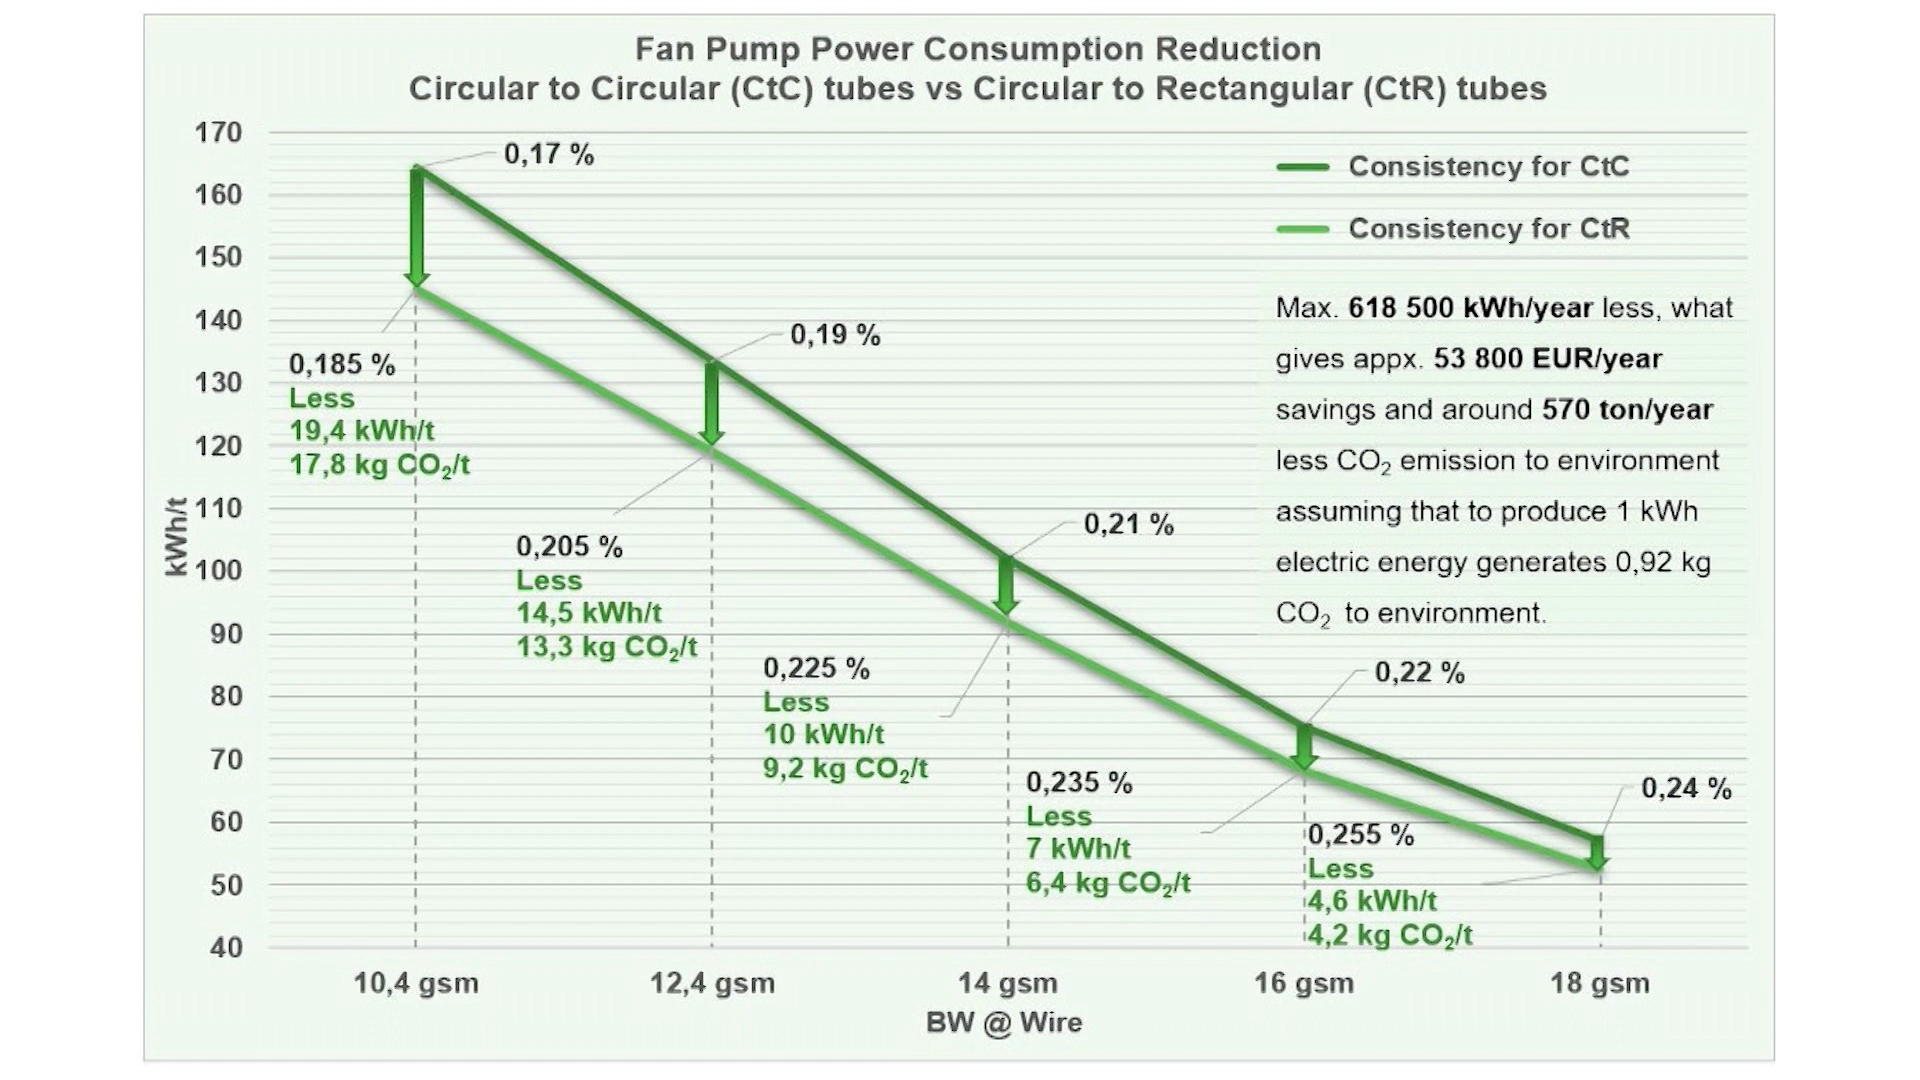 Fan Pump Power Consumption Reduction
Circular to Circular (CtC) tubes vs Circular to Rectangular (CtR) tubes
170
160
150
140
130
120
110
100
90
80
70
60
50
40
kWh/t
0,17 %
0,19 %
0,21 %
0,22 %
0,24 %
Consistency for CtC
Consistency for CtR
Max. 618 500 kWh/year less, what
gives appx. 53 800 EUR/year
savings and around 570 ton/year
less CO₂ emission to environment
assuming that to produce 1 kWh
electric energy generates 0,92 kg
CO₂ to environment.
0,185 %
Less
19,4 kWh/t
17,8 kg CO₂/t
0,205 %
Less
14,5 kWh/t
13,3 kg CO₂/t
0,225 %
Less
10 kWh/t
9,2 kg CO₂/t
0,235 %
Less
7 kWh/t
6,4 kg CO₂/t
0,255 %
Less
4,6 kWh/t
4,2 kg CO₂/t
10,4 gsm
12,4 gsm
14 gsm
16 gsm
18 gsm
BW @ Wire